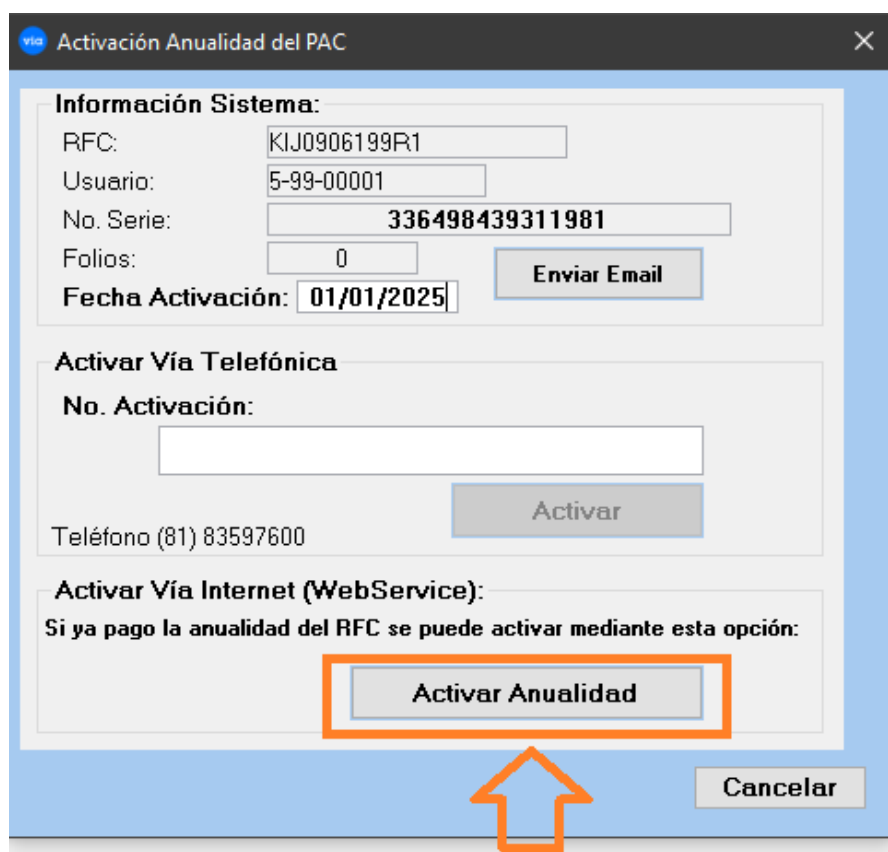 via Activación Anualidad del PAC
Información Sistema:
RFC: KIJ0906199R1
Usuario: 5-99-00001
No. Serie: 336498439311981
Folios: 0
Enviar Email
Fecha Activación: 01/01/2025
Activar Vía Telefónica
No. Activación:
Activar
Teléfono (81) 83597600
Activar Vía Internet (WebService):
Si ya pago la anualidad del RFC se puede activar mediante esta opción:
Activar Anualidad
Cancelar